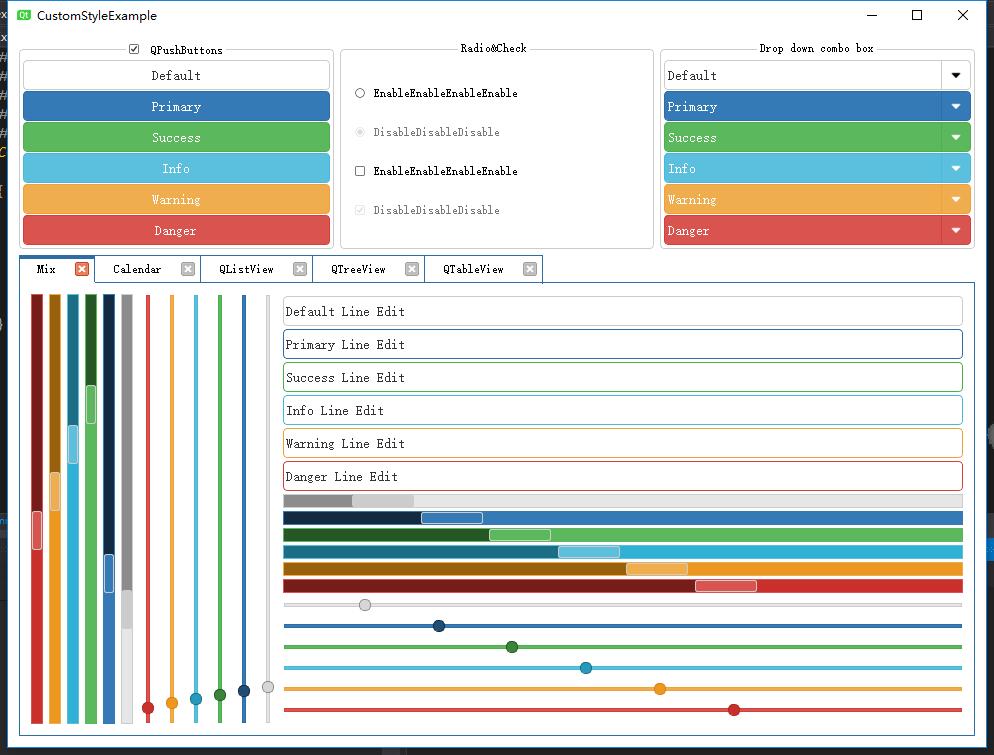 Qt CustomStyleExample
QPushButtons
Default
Primary
Success
Info
Warning
Danger
Radio&Check
EnableEnableEnableEnable
DisableDisableDisable
EnableEnableEnableEnable
DisableDisableDisable
Drop down combo box
Default
Primary
Success
Info
Warning
Danger
Mix Calendar QListView QTreeView QTableView
Default Line Edit
Primary Line Edit
Success Line Edit
Info Line Edit
Warning Line Edit
Danger Line Edit